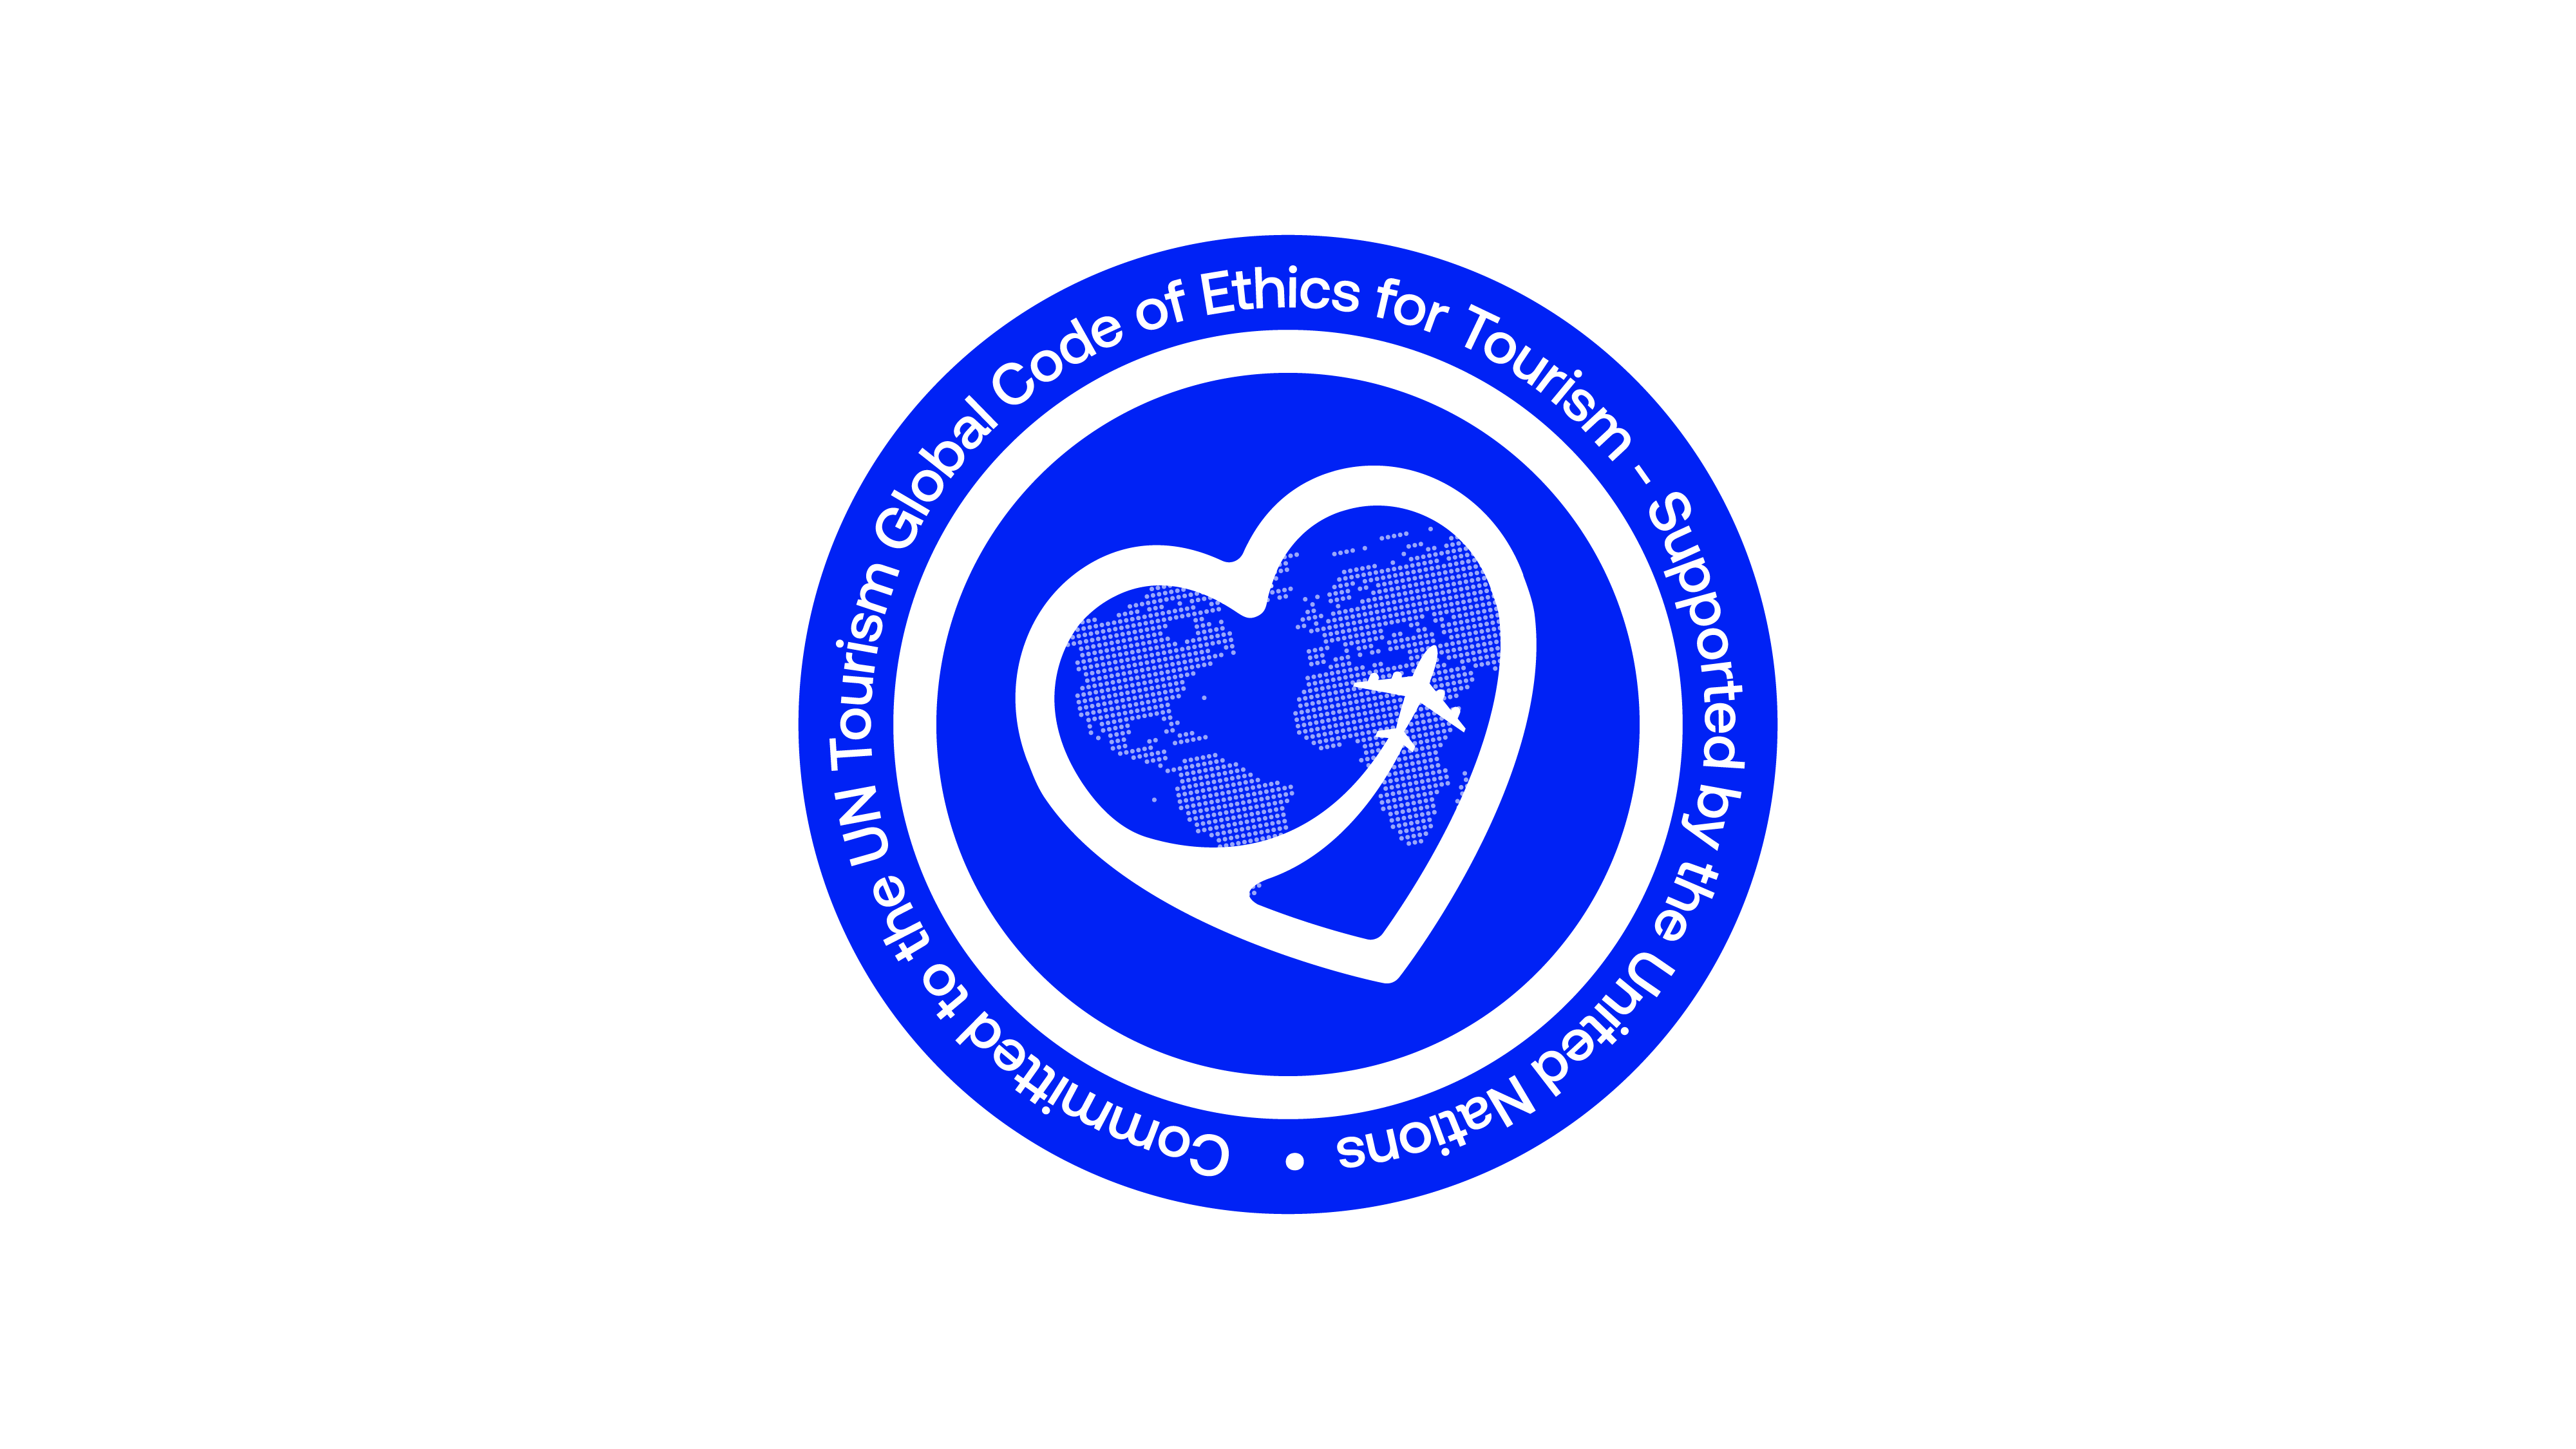 Committed to the UN Tourism Global Code of Ethics for Tourism - Supported by the United Nations •